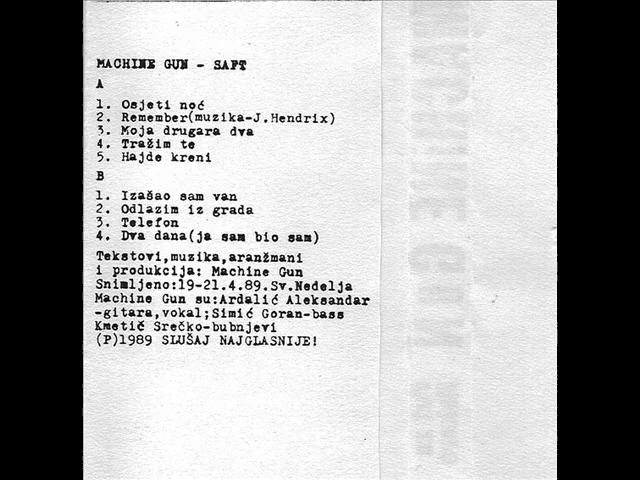 MACHINE GUN - SAFT
A
1. Osjeti noć
2. Remember(muzika-J.Hendrix)
3. Moja drugara dva
4. Tražim te
5. Hajde kreni
B
1. Izašao sam van
2. Odlazim iz grada
3. Telefon
4. Dva dana(ja sam bio sam)
Tekstovi,muzika,aranžmani
i produkcija: Machine Gun
Snimljeno:19-21.4.89.Sv.Nedelja
Machine Gun su:Ardalić Aleksandar
-gitara,vokal;Simić Goran-bass
Kmetič Srečko-bubnjevi
(P)1989 SLUŠAJ NAJGLASNIJE!
MACHINE GUN